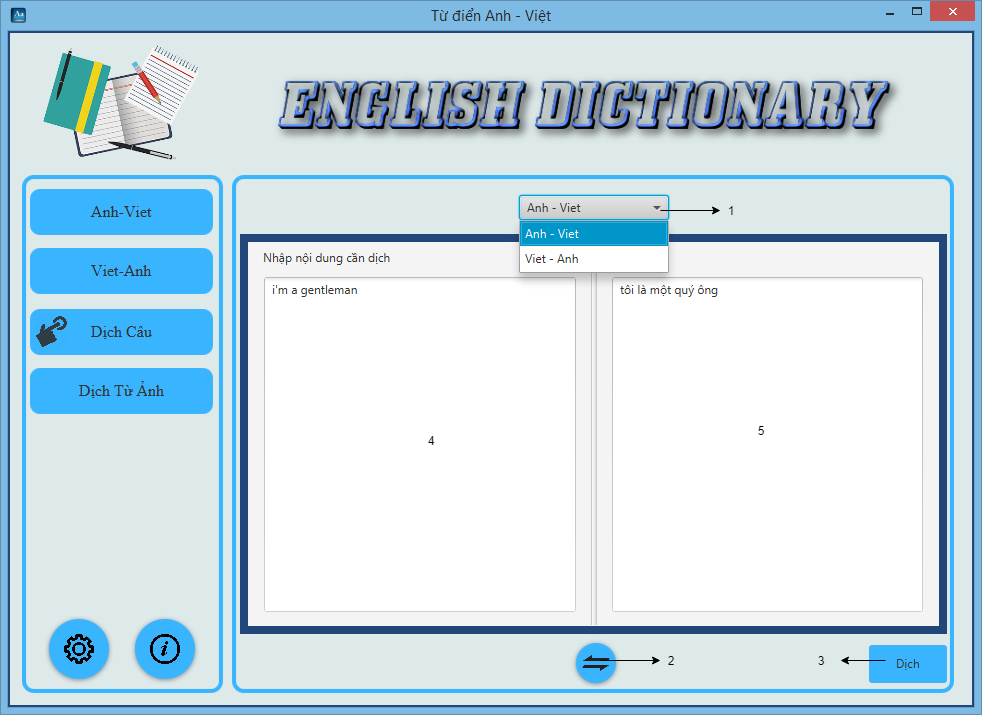 Từ điển Anh - Việt
ENGLISH DICTIONARY
Anh-Viet
Viet-Anh
Dịch Câu
Dịch Từ Ảnh
Anh - Viet
1
Anh - Viet
Viet - Anh
Nhập nội dung cần dịch
i'm a gentleman
tôi là một quý ông
4
5
2
3
Dịch